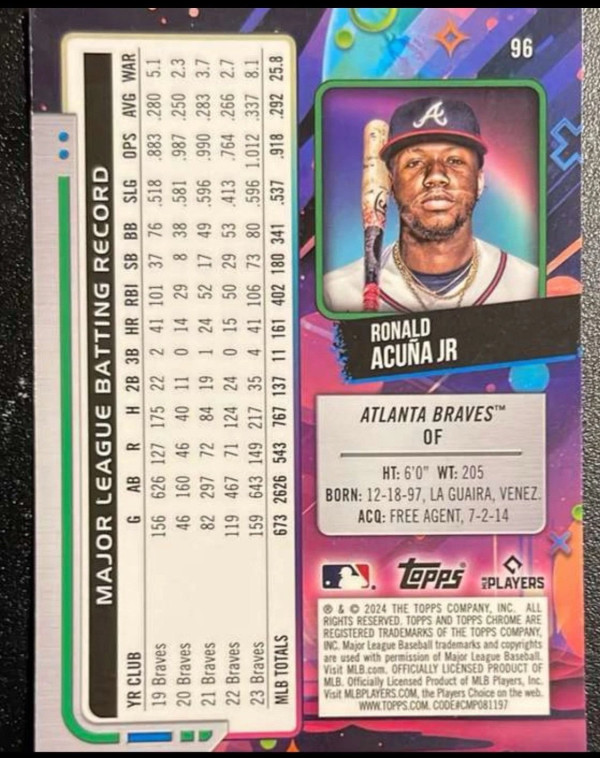 96
A
RONALD
ACUÑA JR
ATLANTA BRAVES™
OF
HT: 6'0" WT: 205
BORN: 12-18-97, LA GUAIRA, VENEZ.
ACQ: FREE AGENT, 7-2-14
topps
MLB PLAYERS
® & © 2024 THE TOPPS COMPANY, INC. ALL
RIGHTS RESERVED. TOPPS AND TOPPS CHROME ARE
REGISTERED TRADEMARKS OF THE TOPPS COMPANY,
INC. Major League Baseball trademarks and copyrights
are used with permission of Major League Baseball.
Visit MLB.com. OFFICIALLY LICENSED PRODUCT OF
MLB. Officially Licensed Product of MLB Players, Inc.
Visit MLBPLAYERS.COM, the Players Choice on the web.
WWW.TOPPS.COM. CODE#CMP081197
MAJOR LEAGUE BATTING RECORD
YR CLUB G AB R H 2B 3B HR RBI SB BB SLG OPS AVG WAR
19 Braves 156 626 127 175 22 2 41 101 37 76 .518 .883 .280 5.1
20 Braves 46 160 46 40 11 0 14 29 8 38 .581 .987 .250 2.3
21 Braves 82 297 72 84 19 1 24 52 17 49 .596 .990 .283 3.7
22 Braves 119 467 71 124 24 0 15 50 29 53 .413 .764 .266 2.7
23 Braves 159 643 149 217 35 4 41 106 73 80 .596 1.012 .337 8.1
MLB TOTALS 673 2626 543 767 137 11 161 402 180 341 .537 .918 .292 25.8